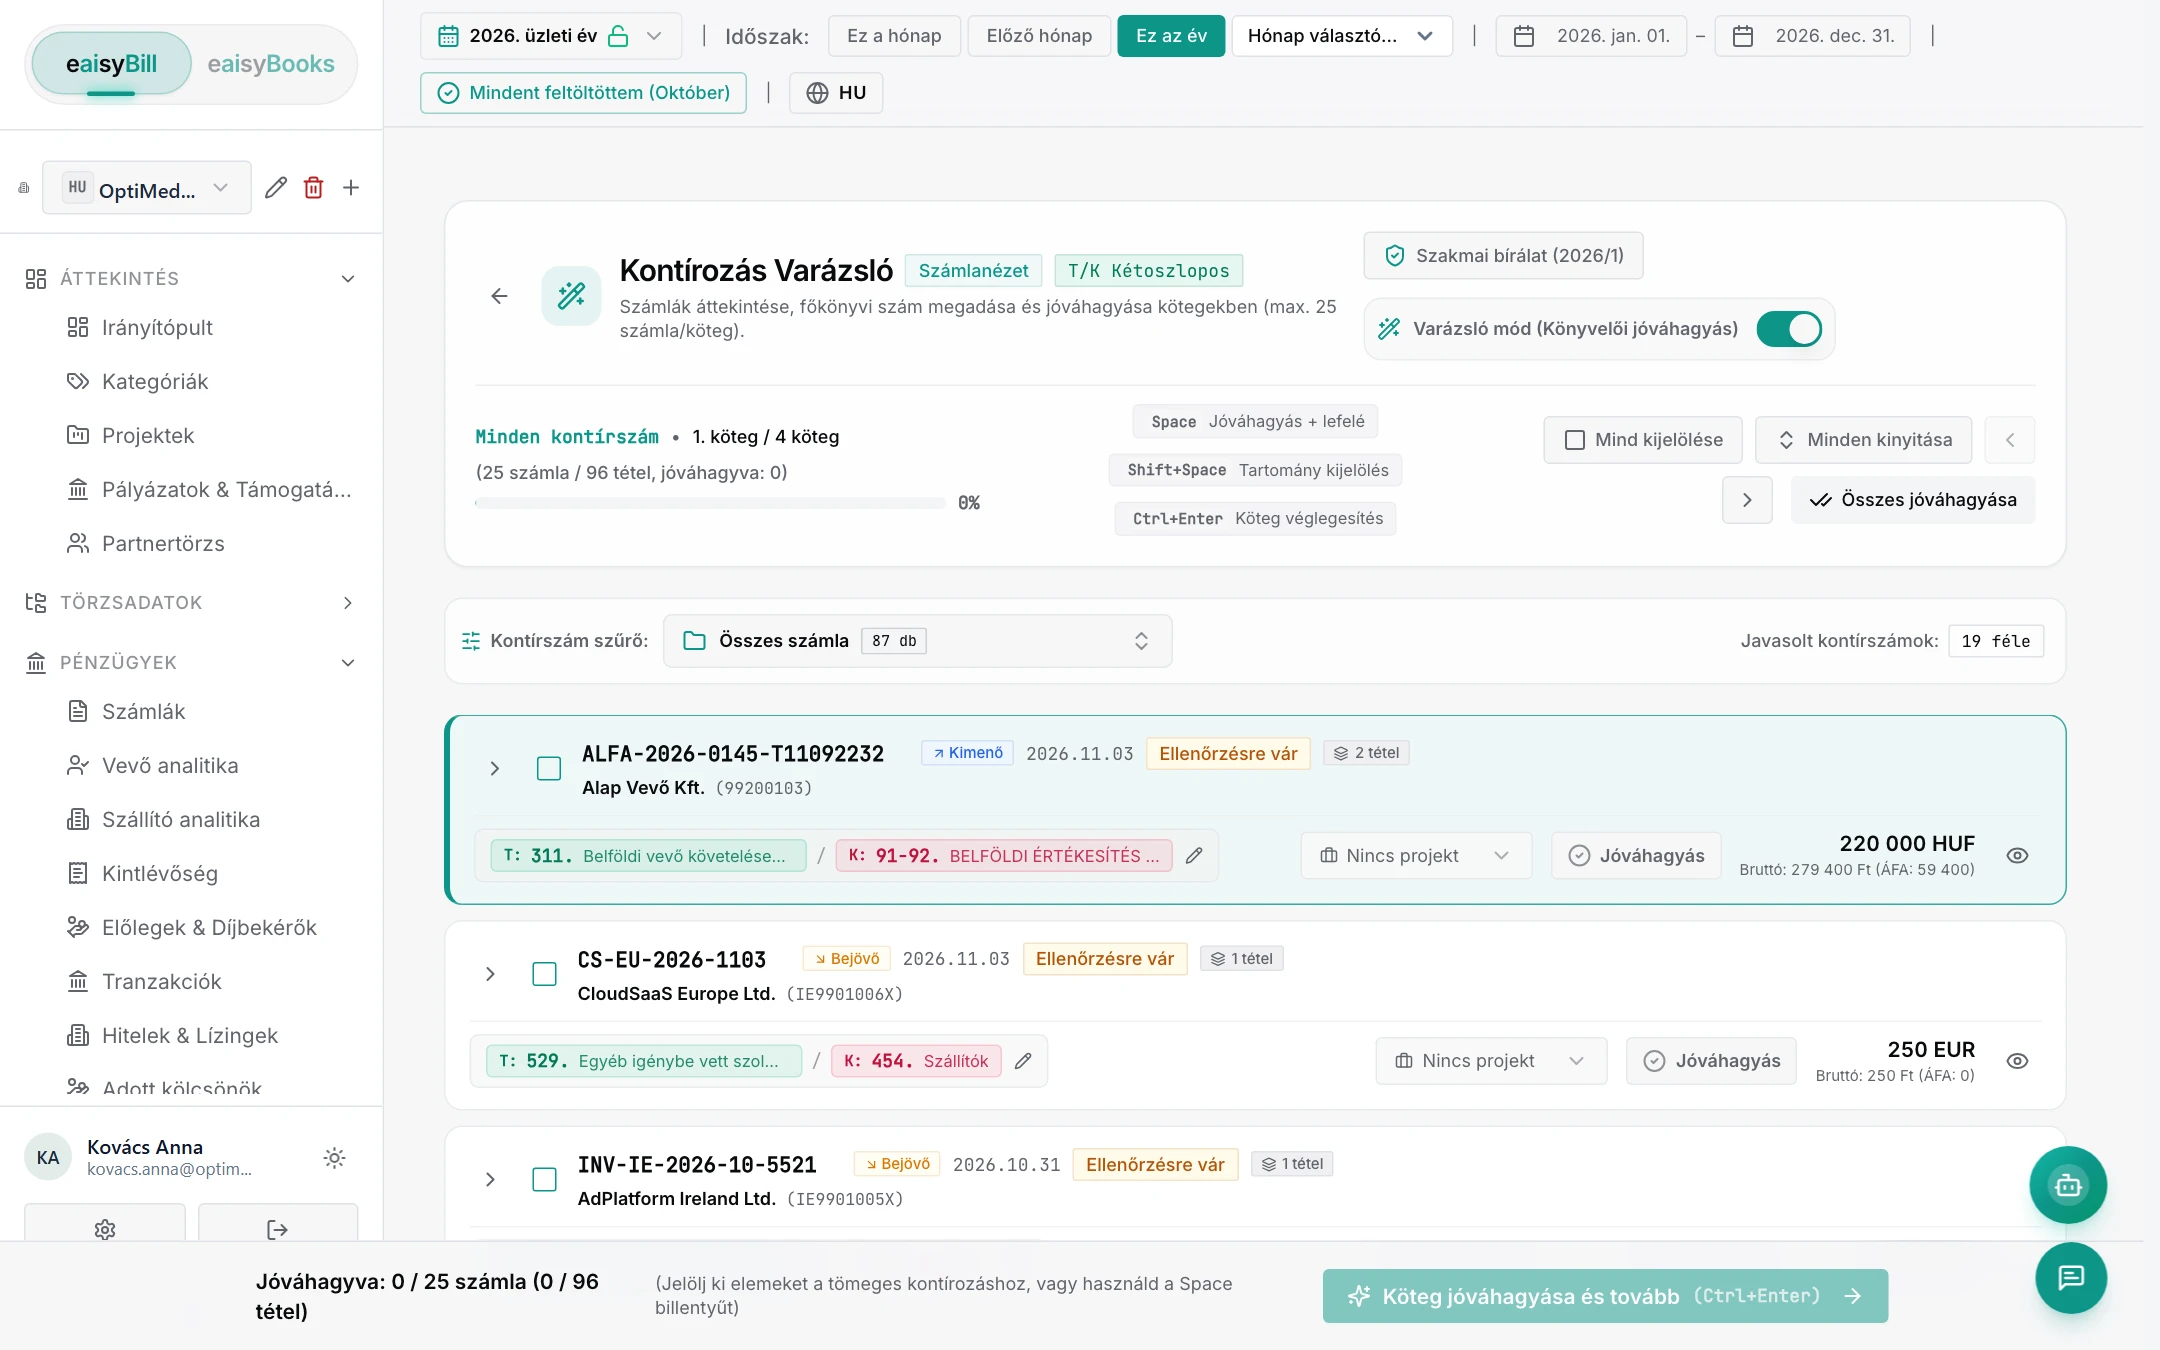 eaisyBill eaisyBooks
HU OptiMed...
ÁTTEKINTÉS
Irányítópult
Kategóriák
Projektek
Pályázatok & Támogatá...
Partnertörzs
TÖRZSADATOK
PÉNZÜGYEK
Számlák
Vevő analitika
Szállító analitika
Kintlévőség
Előlegek & Díjbekérők
Tranzakciók
Hitelek & Lízingek
Adott kölcsönök
KA Kovács Anna
kovacs.anna@optim...
2026. üzleti év Időszak: Ez a hónap Előző hónap Ez az év Hónap választó... 2026. jan. 01. – 2026. dec. 31.
Mindent feltöltöttem (Október) HU
Kontírozás Varázsló Számlanézet T/K Kétoszlopos
Számlák áttekintése, főkönyvi szám megadása és jóváhagyása kötegekben (max. 25
számla/köteg).
Szakmai bírálat (2026/1)
Varázsló mód (Könyvelői jóváhagyás)
Minden kontírszám • 1. köteg / 4 köteg
(25 számla / 96 tétel, jóváhagyva: 0)
0%
Space Jóváhagyás + lefelé
Shift+Space Tartomány kijelölés
Ctrl+Enter Köteg véglegesítés
Mind kijelölése Minden kinyitása
Összes jóváhagyása
Kontírszám szűrő: Összes számla 87 db Javasolt kontírszámok: 19 féle
ALFA-2026-0145-T11092232 Kimenő 2026.11.03 Ellenőrzésre vár 2 tétel
Alap Vevő Kft. (99200103)
T: 311. Belföldi vevő követelése... / K: 91-92. BELFÖLDI ÉRTÉKESÍTÉS ... Nincs projekt Jóváhagyás 220 000 HUF
Bruttó: 279 400 Ft (ÁFA: 59 400)
CS-EU-2026-1103 Bejövő 2026.11.03 Ellenőrzésre vár 1 tétel
CloudSaaS Europe Ltd. (IE9901006X)
T: 529. Egyéb igénybe vett szol... / K: 454. Szállítók Nincs projekt Jóváhagyás 250 EUR
Bruttó: 250 Ft (ÁFA: 0)
INV-IE-2026-10-5521 Bejövő 2026.10.31 Ellenőrzésre vár 1 tétel
AdPlatform Ireland Ltd. (IE9901005X)
Jóváhagyva: 0 / 25 számla (0 / 96
tétel)
(Jelölj ki elemeket a tömeges kontírozáshoz, vagy használd a Space
billentyűt)
Köteg jóváhagyása és tovább (Ctrl+Enter)